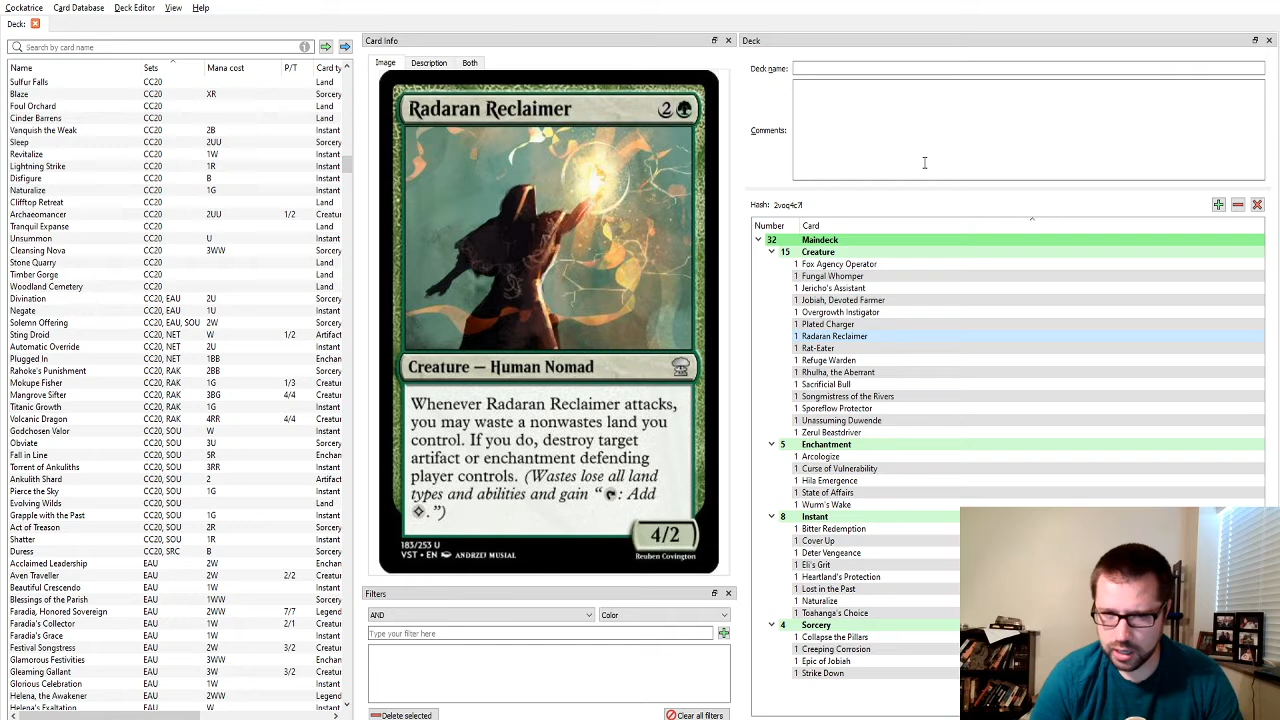 Cockatrice Card Database Deck Editor View Help
Deck:
Search by card name
Name Sets Mana cost P/T Card ty
Sulfur Falls CC20 Land
Blaze CC20 XR Sorcery
Foul Orchard CC20 Land
Cinder Barrens CC20 Land
Vanquish the Weak CC20 2B Instant
Sleep CC20 2UU Sorcery
Revitalize CC20 1W Instant
Lightning Strike CC20 1R Instant
Disfigure CC20 B Instant
Naturalize CC20 1G Instant
Clifftop Retreat CC20 Land
Archaeomancer CC20 2UU 1/2 Creatur
Tranquil Expanse CC20 Land
Unsummon CC20 U Instant
Cleansing Nova CC20 3WW Sorcery
Stone Quarry CC20 Land
Timber Gorge CC20 Land
Woodland Cemetery CC20 Land
Divination CC20, EAU 2U Sorcery
Negate CC20, EAU 1U Instant
Solemn Offering CC20, EAU, SOU 2W Sorcery
Sting Droid CC20, NET W 1/2 Artifact
Automatic Override CC20, NET 2U Instant
Plugged In CC20, NET 1BB Enchan
Rahoke's Punishment CC20, RAK 2BB Sorcery
Mokupe Fisher CC20, RAK 1G 1/3 Creatur
Mangrove Sifter CC20, RAK 3BG 4/4 Creatur
Titanic Growth CC20, RAK 1G Instant
Volcanic Dragon CC20, RAK 4RR 4/4 Creatur
Godchosen Valor CC20, SOU W Instant
Obviate CC20, SOU 3U Instant
Fall in Line CC20, SOU 5R Instant
Torrent of Ankuliths CC20, SOU 3RR Instant
Ankulith Shard CC20, SOU 2 Artifact
Pierce the Sky CC20, SOU 1G Instant
Evolving Wilds CC20, SOU Land
Grapple with the Past CC20, SOU 1G Instant
Act of Treason CC20, SOU 2R Sorcery
Shatter CC20, SOU 1R Instant
Duress CC20, SRC B Sorcery
Acclaimed Leadership EAU 2W Enchan
Aven Traveller EAU 2W 2/2 Creatur
Beautiful Crescendo EAU 1W Instant
Blessings of the Parish EAU 1WW Instant
Faradia, Honored Sovereign EAU 2WW 7/7 Legend
Faradia's Collector EAU 1W 2/1 Creatur
Faradia's Grace EAU 1W Instant
Festival Songstress EAU 2W 3/2 Creatur
Glamorous Festivities EAU 3WW Enchan
Gleaming Gallant EAU 3W 3/2 Creatur
Glorious Celebration EAU 1W Instant
Helena, the Awakener EAU 2WW Legend
Helena's Exaltation EAU 2W Instant
Card Info
Image Description Both
Radaran Reclaimer 2
Creature — Human Nomad
Whenever Radaran Reclaimer attacks,
you may waste a nonwastes land you
control. If you do, destroy target
artifact or enchantment defending
player controls. (Wastes lose all land
types and abilities and gain “: Add
.”)
4/2
183/253 U
VST • EN ANDRZEJ MUSIAL
Reuben Covington
Filters
AND Color
Type your filter here
Delete selected Clear all filters
Deck
Deck name:
Comments:
Hash: 2voq4c7l
Number Card
32 Maindeck
15 Creature
1 Fox Agency Operator
1 Fungal Whomper
1 Jericho's Assistant
1 Jobiah, Devoted Farmer
1 Overgrowth Instigator
1 Plated Charger
1 Radaran Reclaimer
1 Rat-Eater
1 Refuge Warden
1 Rhulha, the Aberrant
1 Sacrificial Bull
1 Songmistress of the Rivers
1 Sporeflow Protector
1 Unassuming Duwende
1 Zerul Beastdriver
5 Enchantment
1 Arcologize
1 Curse of Vulnerability
1 Hila Emergence
1 State of Affairs
1 Wurm's Wake
8 Instant
1 Bitter Redemption
1 Cover Up
1 Deter Vengeance
1 Eli's Grit
1 Heartland's Protection
1 Lost in the Past
1 Naturalize
1 Toahanga's Choice
4 Sorcery
1 Collapse the Pillars
1 Creeping Corrosion
1 Epic of Jobiah
1 Strike Down